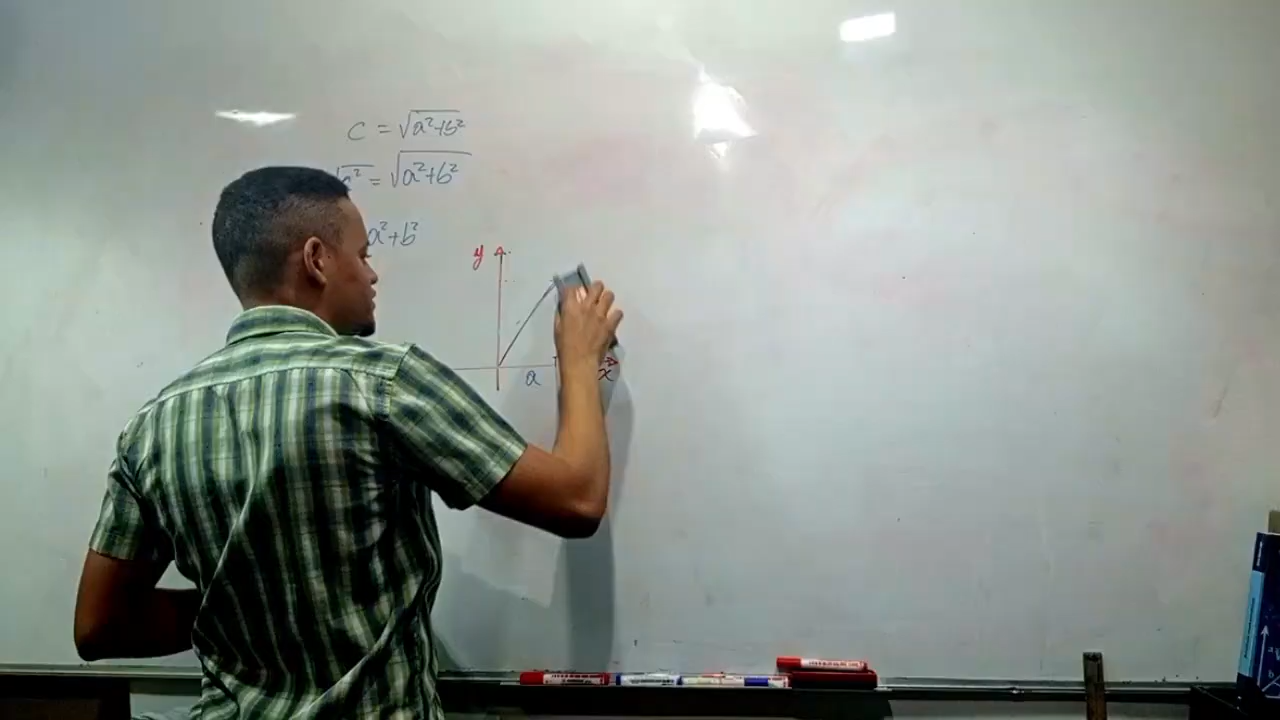 c = √a²+b²
√c² = √a²+b²
a²+b²
y
a
x